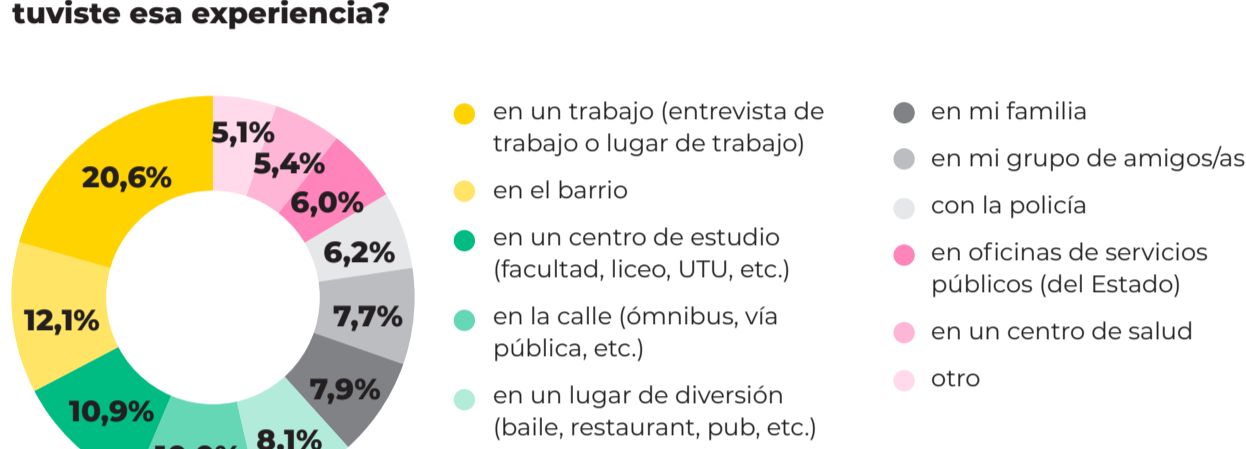 tuviste esa experiencia?
5,1%
5,4%
6,0%
6,2%
7,7%
7,9%
8,1%
10,9%
12,1%
20,6%
en un trabajo (entrevista de
trabajo o lugar de trabajo)
en el barrio
en un centro de estudio
(facultad, liceo, UTU, etc.)
en la calle (ómnibus, vía
pública, etc.)
en un lugar de diversión
(baile, restaurant, pub, etc.)
en mi familia
en mi grupo de amigos/as
con la policía
en oficinas de servicios
públicos (del Estado)
en un centro de salud
otro